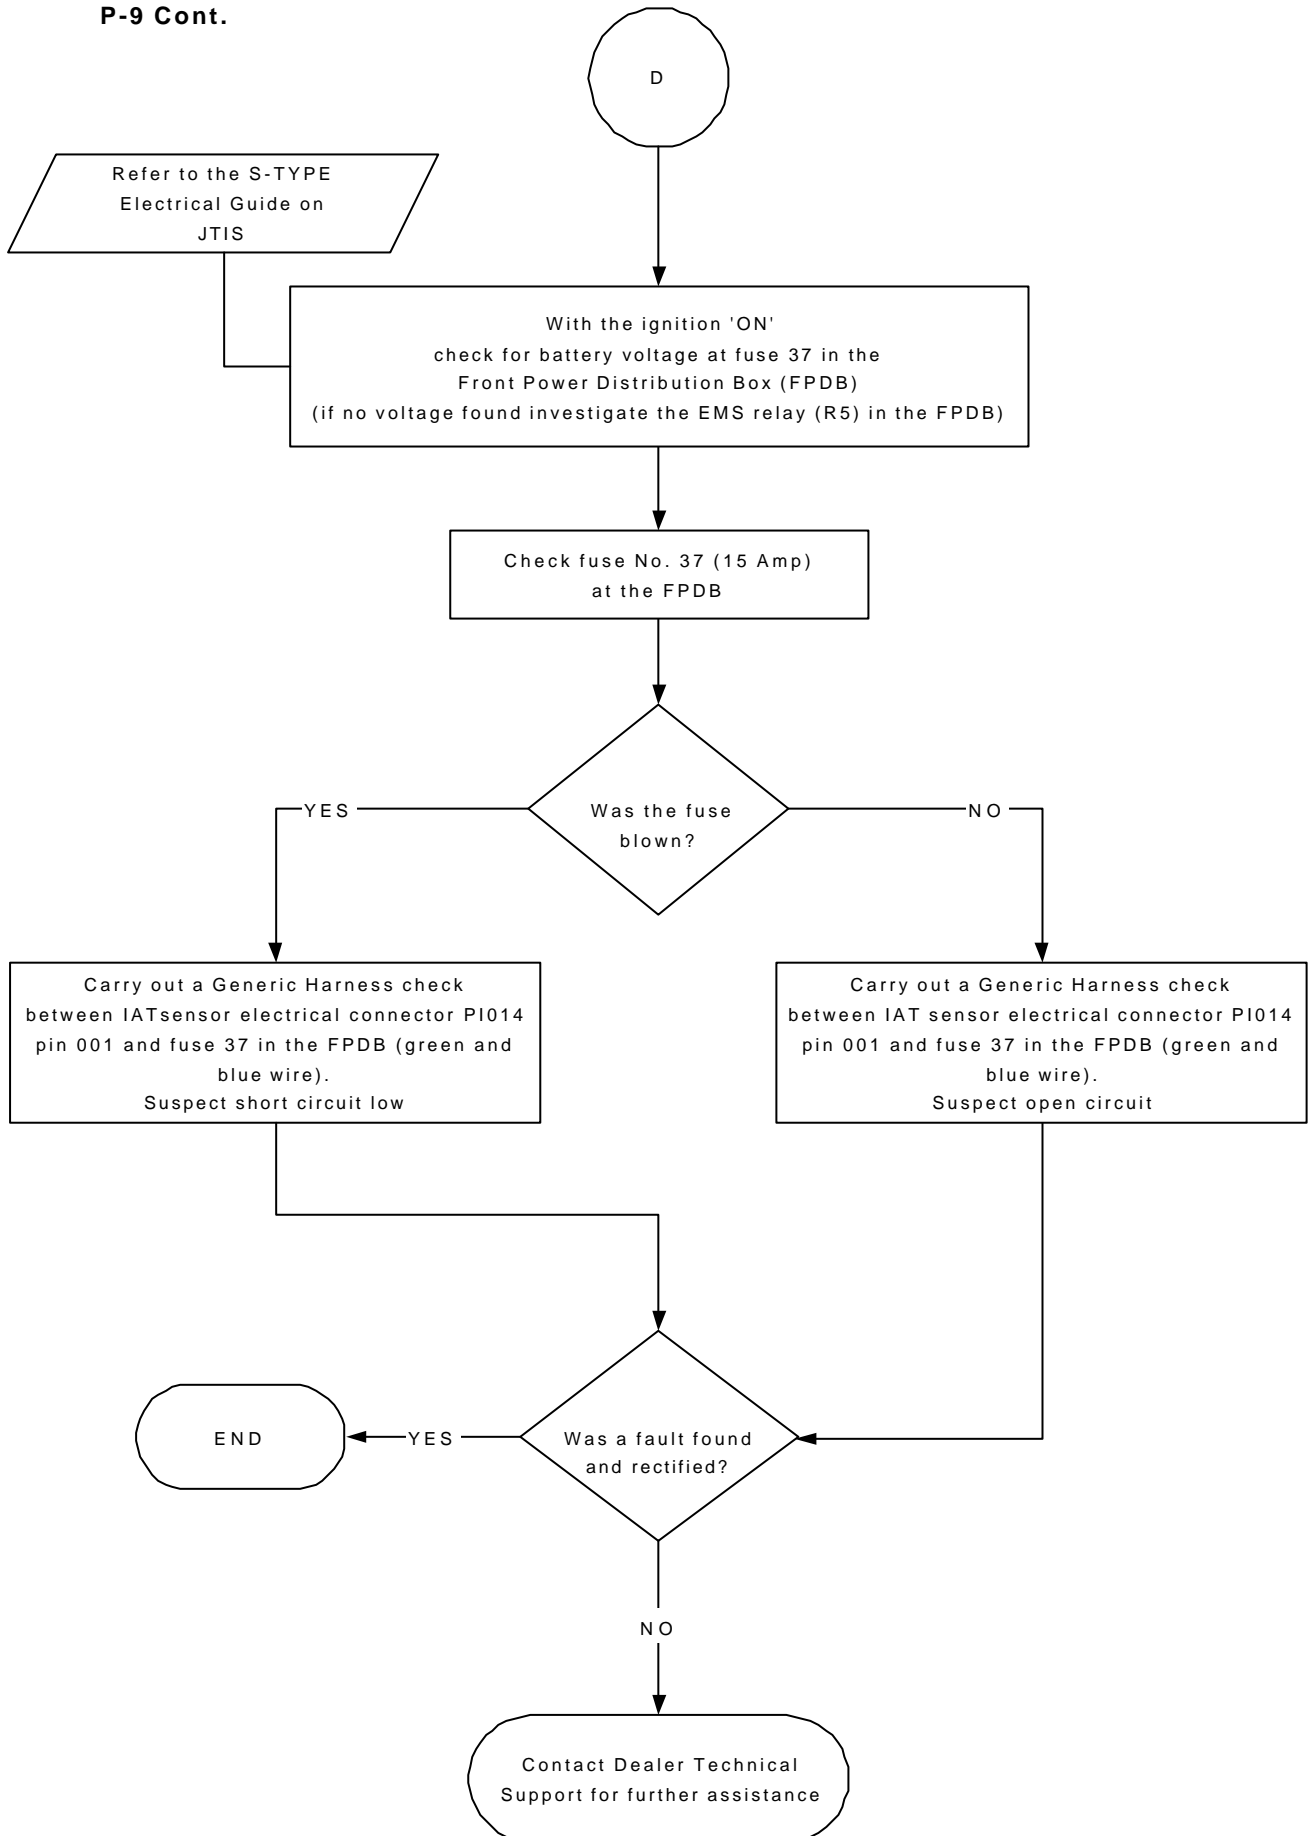 P-9 Cont.
D
Refer to the S-TYPE
Electrical Guide on
JTIS
With the ignition 'ON'
check for battery voltage at fuse 37 in the
Front Power Distribution Box (FPDB)
(if no voltage found investigate the EMS relay (R5) in the FPDB)
Check fuse No. 37 (15 Amp)
at the FPDB
Was the fuse
blown?
YES
NO
Carry out a Generic Harness check
between IATsensor electrical connector PI014
pin 001 and fuse 37 in the FPDB (green and
blue wire).
Suspect short circuit low
Carry out a Generic Harness check
between IAT sensor electrical connector PI014
pin 001 and fuse 37 in the FPDB (green and
blue wire).
Suspect open circuit
Was a fault found
and rectified?
YES
END
NO
Contact Dealer Technical
Support for further assistance